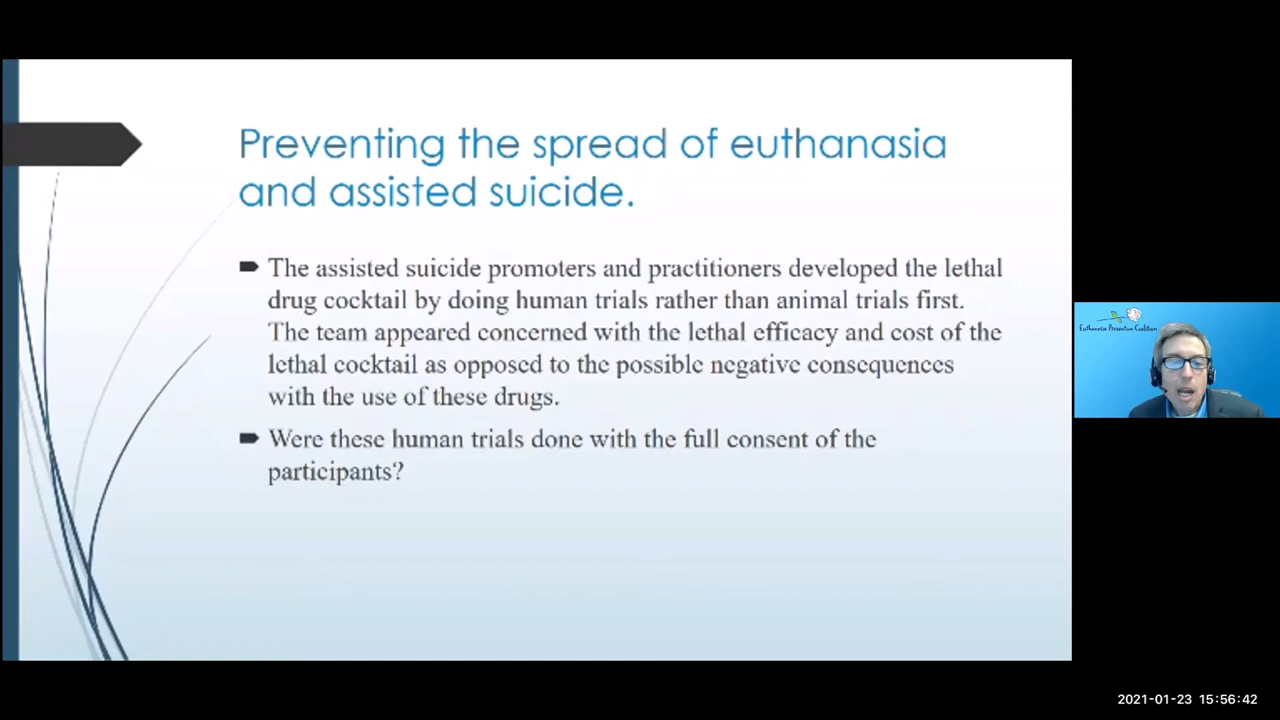 Preventing the spread of euthanasia
and assisted suicide.
The assisted suicide promoters and practitioners developed the lethal
drug cocktail by doing human trials rather than animal trials first.
The team appeared concerned with the lethal efficacy and cost of the
lethal cocktail as opposed to the possible negative consequences
with the use of these drugs.
Were these human trials done with the full consent of the
participants?
Euthanasia Prevention Coalition
2021-01-23 15:56:42